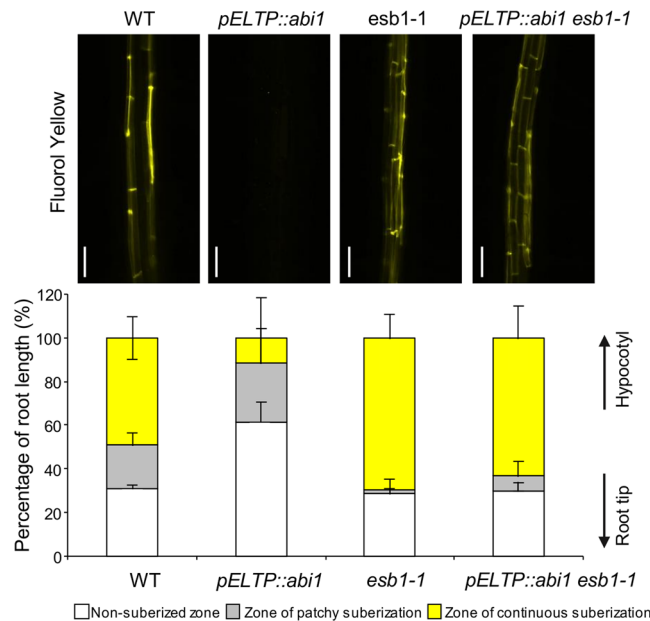 WT pELTP::abi1 esb1-1 pELTP::abi1 esb1-1
Fluorol Yellow
Percentage of root length (%)
120
100
80
60
40
20
0
Hypocotyl
Root tip
WT pELTP::abi1 esb1-1 pELTP::abi1 esb1-1
Non-suberized zone Zone of patchy suberization Zone of continuous suberization